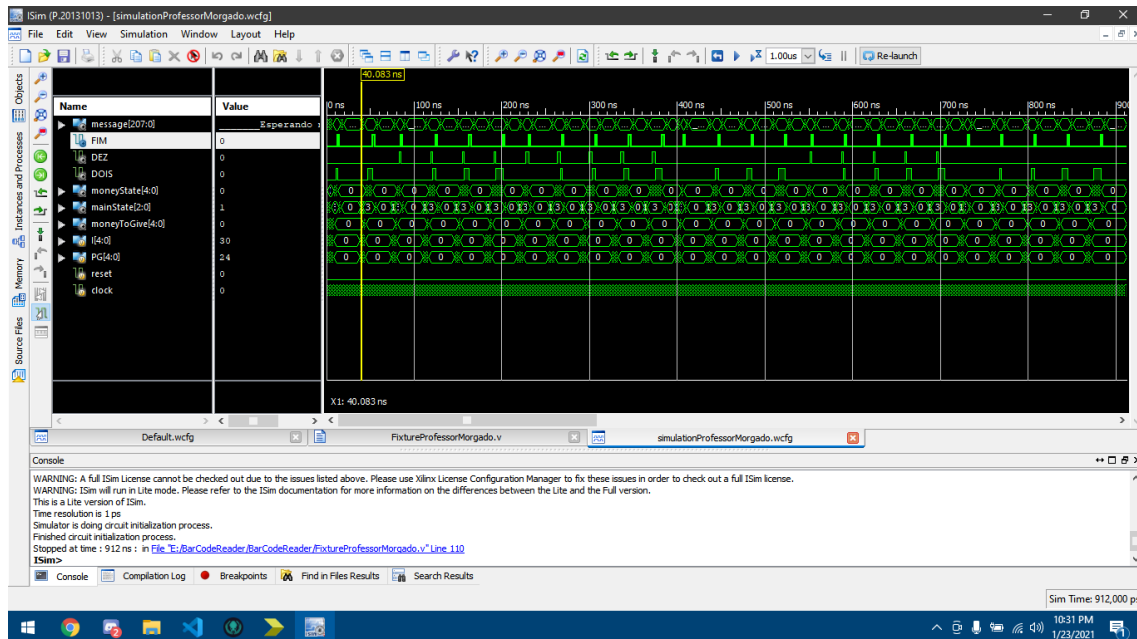 ISim (P.20131013) - [simulationProfessorMorgado.wcfg]
File Edit View Simulation Window Layout Help
1.00us Re-launch
40.083 ns
Objects
Processes
Instances and Processes
Memory
Source Files
Name Value
0 ns 100 ns 200 ns 300 ns 400 ns 500 ns 600 ns 700 ns 800 ns 900
message[207:0] ______Esperando
FIM 0
DEZ 0
DOIS 0
moneyState[4:0] 0
mainState[2:0] 1
moneyToGive[4:0] 0
I[4:0] 30
PG[4:0] 24
reset 0
clock 0
X1: 40.083 ns
Default.wcfg FixtureProfessorMorgado.v simulationProfessorMorgado.wcfg
Console
WARNING: A full ISim License cannot be checked out due to the issues listed above. Please use Xilinx License Configuration Manager to fix these issues in order to check out a full ISim license.
WARNING: ISim will run in Lite mode. Please refer to the ISim documentation for more information on the differences between the Lite and the Full version.
This is a Lite version of ISim.
Time resolution is 1 ps
Simulator is doing circuit initialization process.
Finished circuit initialization process.
Stopped at time : 912 ns : in File "E:/BarCodeReader/BarCodeReader/FixtureProfessorMorgado.v" Line 110
ISim>
Console Compilation Log Breakpoints Find in Files Results Search Results
Sim Time: 912,000 p
10:31 PM
1/23/2021